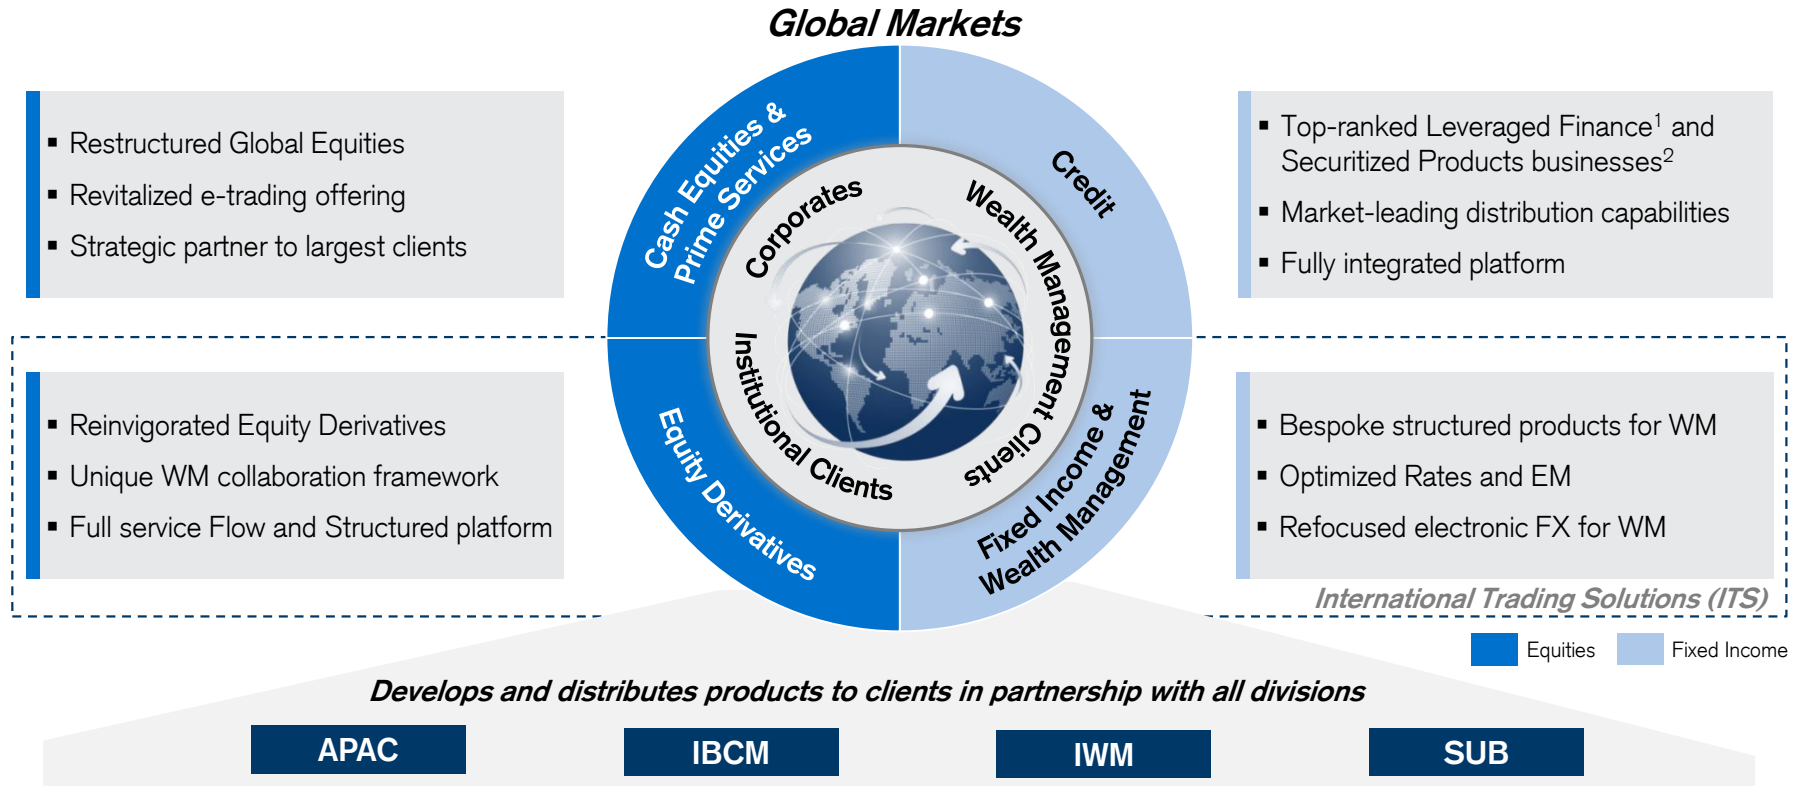 Global Markets
▪ Restructured Global Equities
▪ Revitalized e-trading offering
▪ Strategic partner to largest clients
Cash Equities &
Prime Services
Credit
▪ Top-ranked Leveraged Finance¹ and
Securitized Products businesses²
▪ Market-leading distribution capabilities
▪ Fully integrated platform
Corporates
Wealth Management Clients
Institutional Clients
▪ Reinvigorated Equity Derivatives
▪ Unique WM collaboration framework
▪ Full service Flow and Structured platform
Equity Derivatives
Fixed Income &
Wealth Management
▪ Bespoke structured products for WM
▪ Optimized Rates and EM
▪ Refocused electronic FX for WM
International Trading Solutions (ITS)
Equities
Fixed Income
Develops and distributes products to clients in partnership with all divisions
APAC
IBCM
IWM
SUB